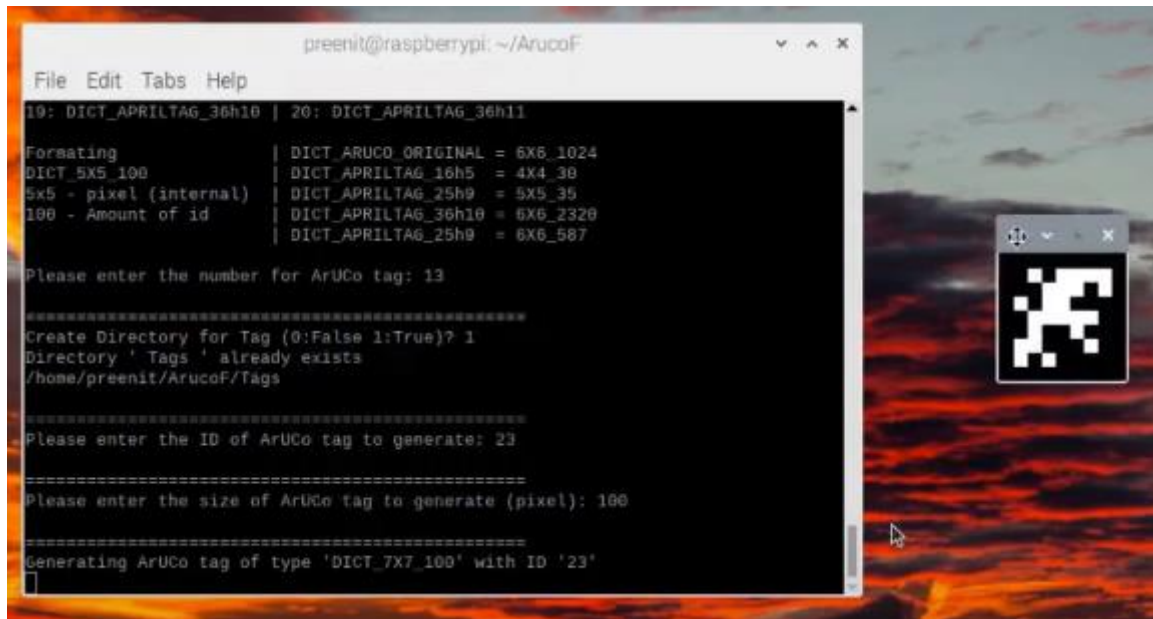 preenit@raspberrypi: ~/ArucoF
File Edit Tabs Help
19: DICT_APRILTAG_36h10 | 20: DICT_APRILTAG_36h11
Formating | DICT_ARUCO_ORIGINAL = 6X6_1024
DICT_5X5_100 | DICT_APRILTAG_16h5 = 4X4_30
5x5 - pixel (internal) | DICT_APRILTAG_25h9 = 5X5_35
100 - Amount of id | DICT_APRILTAG_36h10 = 6X6_2320
| DICT_APRILTAG_25h9 = 6X6_587
Please enter the number for ArUCo tag: 13
==================================================
Create Directory for Tag (0:False 1:True)? 1
Directory ' Tags ' already exists
/home/preenit/ArucoF/Tags
==================================================
Please enter the ID of ArUCo tag to generate: 23
==================================================
Please enter the size of ArUCo tag to generate (pixel): 100
==================================================
Generating ArUCo tag of type 'DICT_7X7_100' with ID '23'